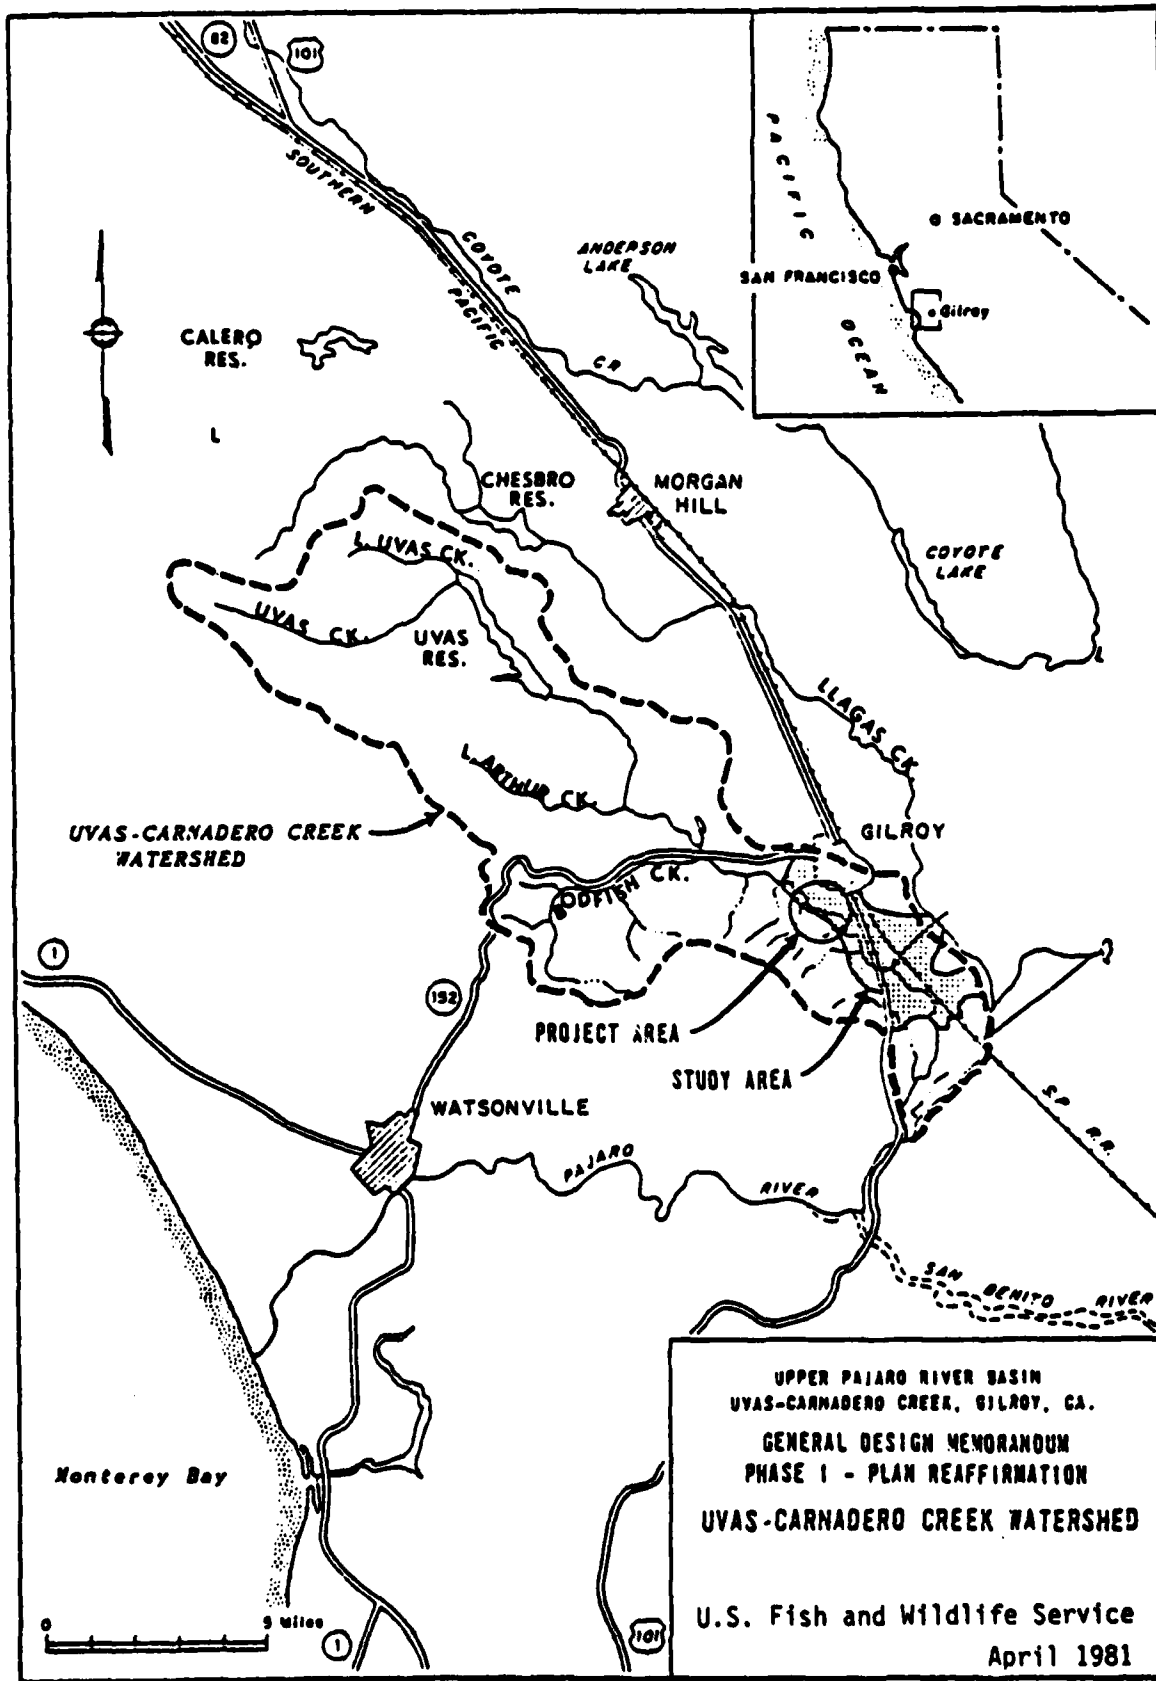 82
101
SOUTHERN
PACIFIC
COYOTE
CR
ANDERSON
LAKE
PACIFIC
OCEAN
SACRAMENTO
SAN FRANCISCO
Gilroy
CALERO
RES.
L
CHESBRO
RES.
MORGAN
HILL
COYOTE
LAKE
L
L. UVAS CK.
UVAS CK.
UVAS
RES.
LLAGAS CK.
L. ARTHUR CK.
UVAS-CARNADERO CREEK
WATERSHED
GILROY
BODFISH CK.
1
152
PROJECT AREA
STUDY AREA
WATSONVILLE
S.P. R.R.
PAJARO
RIVER
SAN BENITO RIVER
Monterey Bay
0
5 Miles
1
101
UPPER PAJARO RIVER BASIN
UVAS-CARNADERO CREEK, GILROY, CA.
GENERAL DESIGN MEMORANDUM
PHASE I - PLAN REAFFIRMATION
UVAS-CARNADERO CREEK WATERSHED
U.S. Fish and Wildlife Service
April 1981